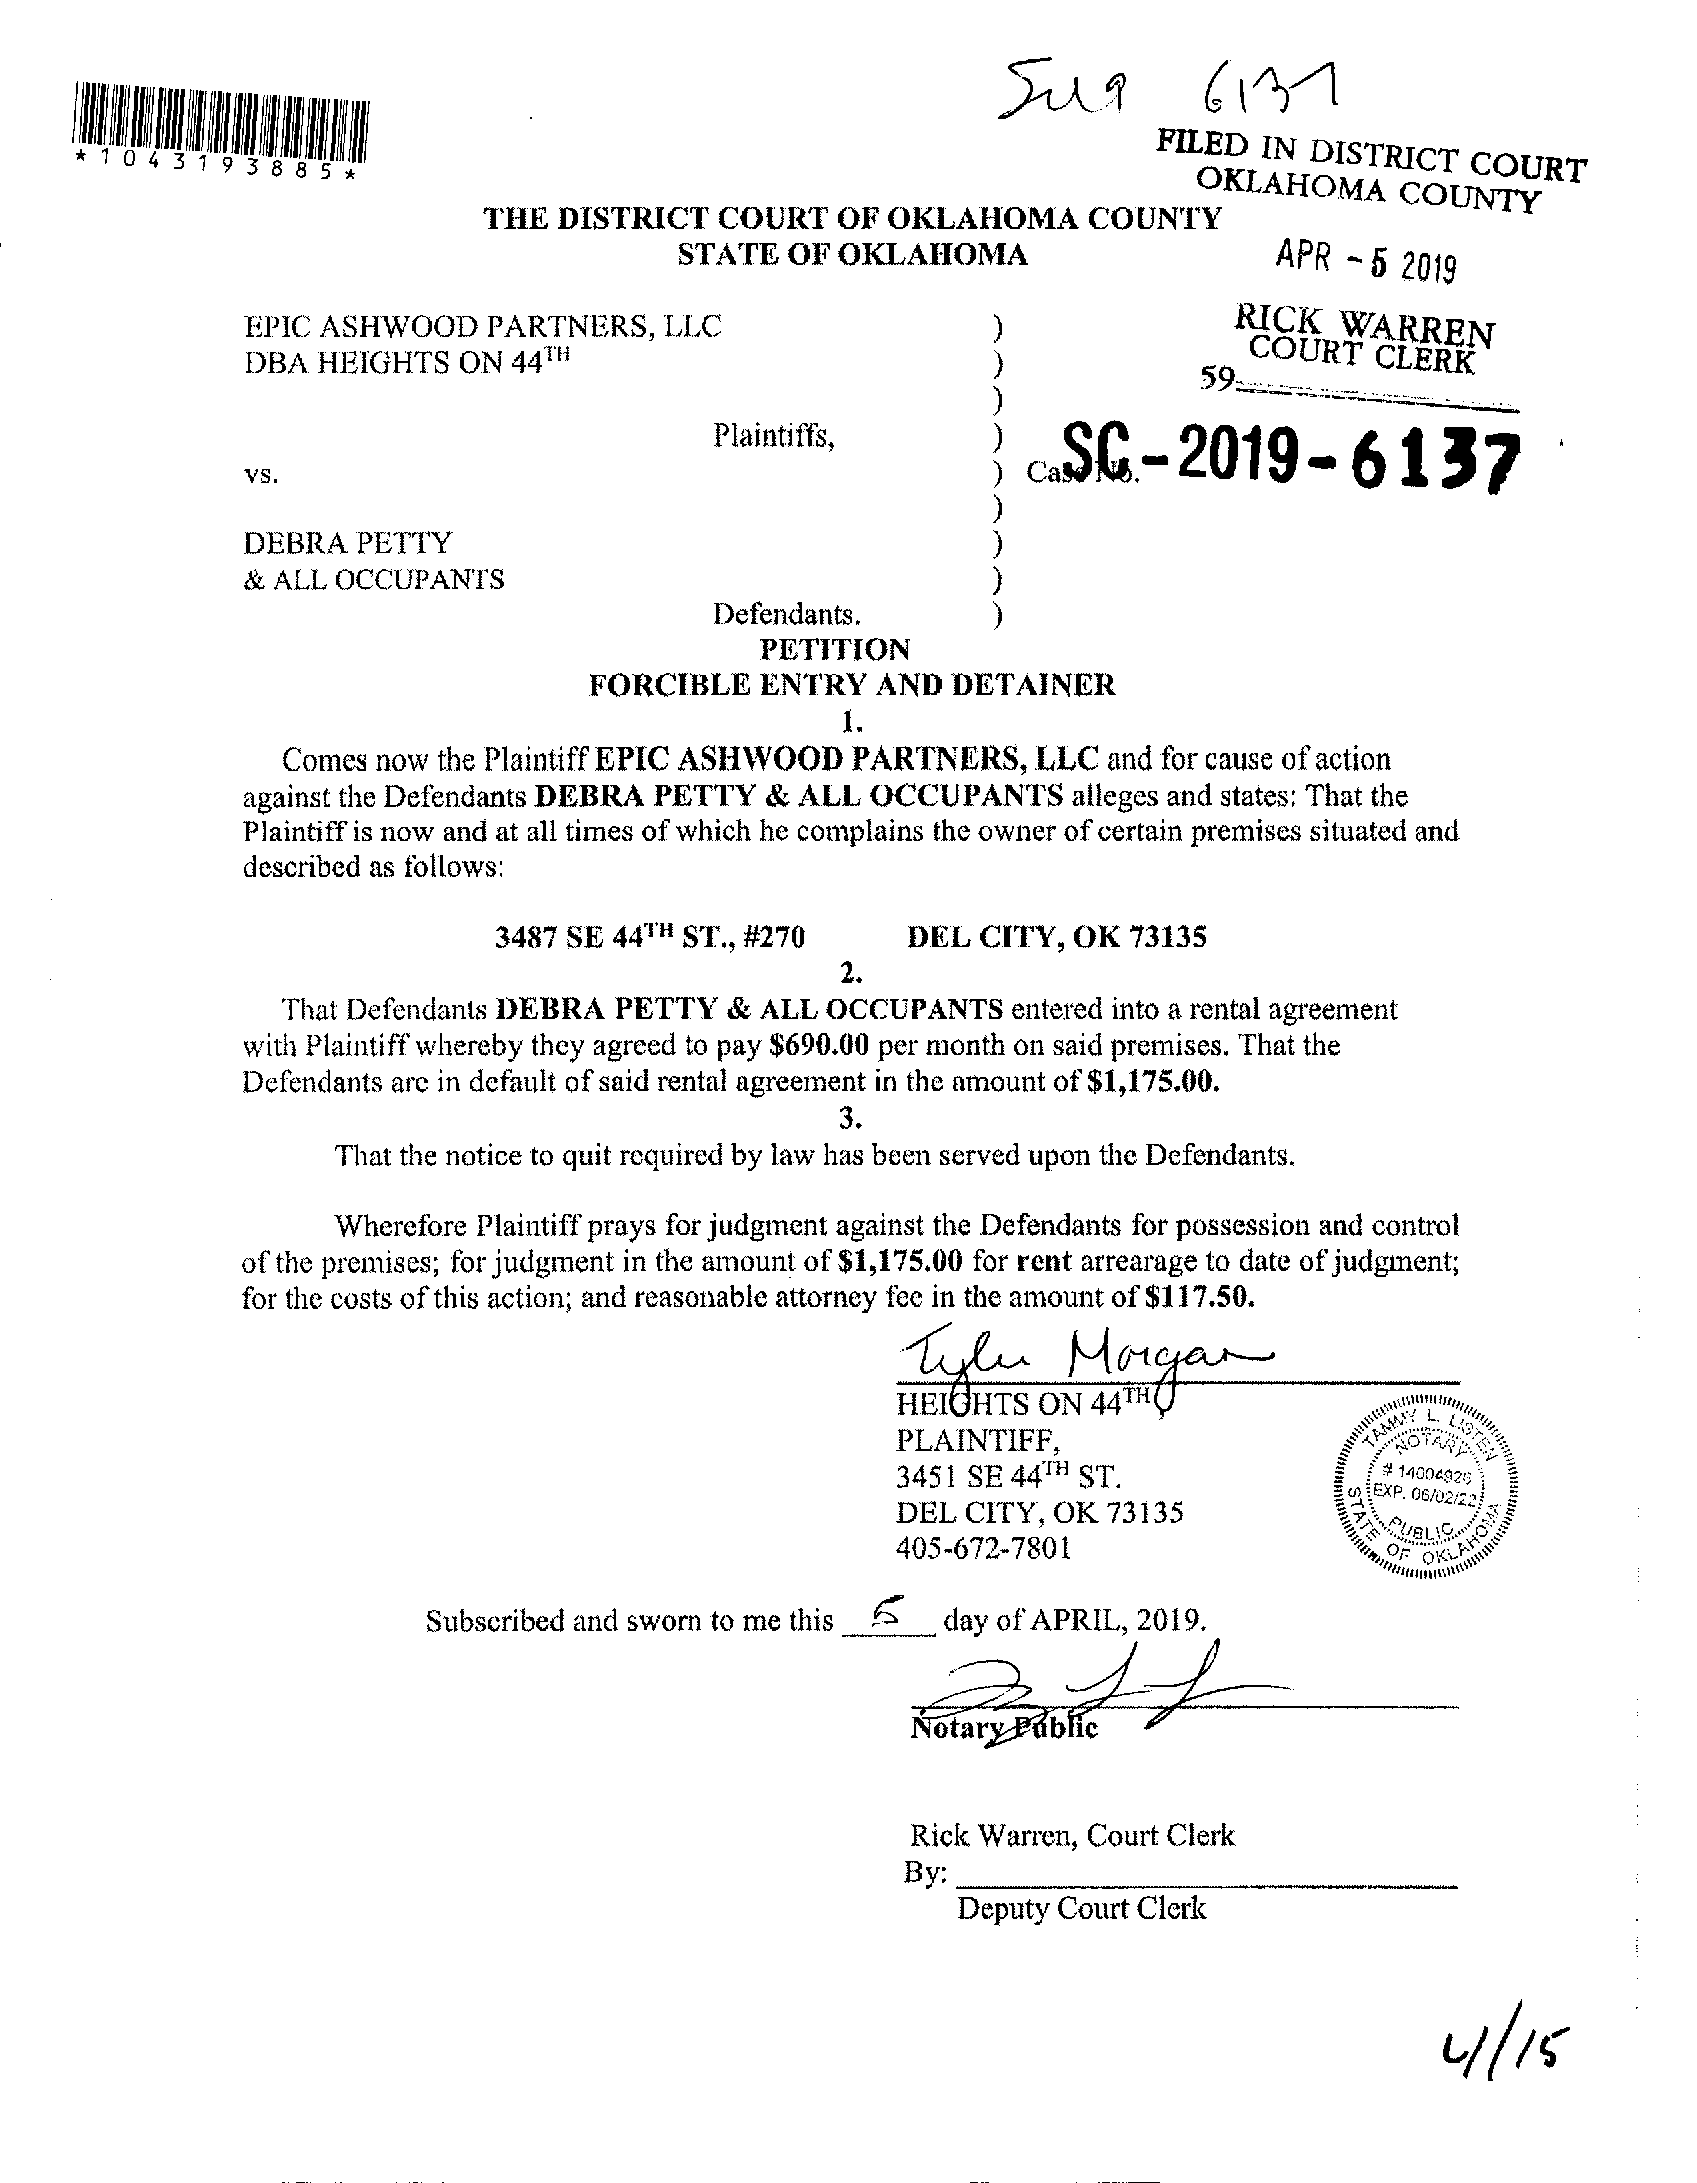 6137
FILED IN DISTRICT COURT
OKLAHOMA COUNTY
*1043193885*
THE DISTRICT COURT OF OKLAHOMA COUNTY
STATE OF OKLAHOMA
APR - 5 2019
RICK WARREN
COURT CLERK
59
EPIC ASHWOOD PARTNERS, LLC )
DBA HEIGHTS ON 44TH )
)
Plaintiffs, )
vs. ) Case No. SC-2019-6137
)
DEBRA PETTY )
& ALL OCCUPANTS )
Defendants. )
PETITION
FORCIBLE ENTRY AND DETAINER
1.
Comes now the Plaintiff EPIC ASHWOOD PARTNERS, LLC and for cause of action
against the Defendants DEBRA PETTY & ALL OCCUPANTS alleges and states: That the
Plaintiff is now and at all times of which he complains the owner of certain premises situated and
described as follows:
3487 SE 44TH ST., #270 DEL CITY, OK 73135
2.
That Defendants DEBRA PETTY & ALL OCCUPANTS entered into a rental agreement
with Plaintiff whereby they agreed to pay $690.00 per month on said premises. That the
Defendants are in default of said rental agreement in the amount of $1,175.00.
3.
That the notice to quit required by law has been served upon the Defendants.
Wherefore Plaintiff prays for judgment against the Defendants for possession and control
of the premises; for judgment in the amount of $1,175.00 for rent arrearage to date of judgment;
for the costs of this action; and reasonable attorney fee in the amount of $117.50.
Tyler Morgan
HEIGHTS ON 44TH
PLAINTIFF,
3451 SE 44TH ST.
DEL CITY, OK 73135
405-672-7801
TAMMY L. LISTEN
NOTARY
# 14004929
EXP. 06/02/22
PUBLIC
STATE OF OKLAHOMA
Subscribed and sworn to me this 5 day of APRIL, 2019.
Notary Public
Rick Warren, Court Clerk
By:
Deputy Court Clerk
4/15